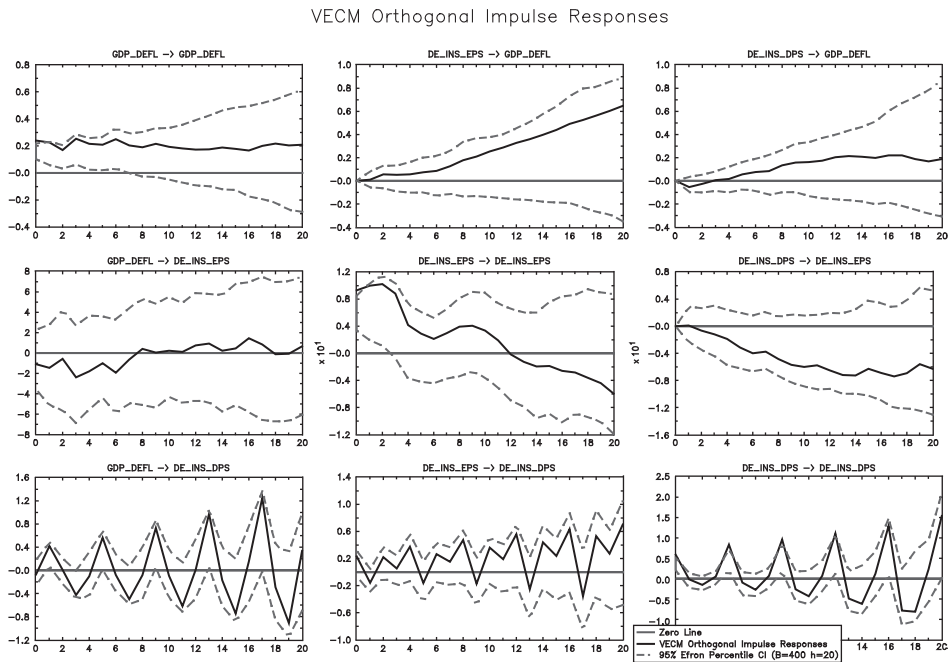 VECM Orthogonal Impulse Responses
GDP_DEFL -> GDP_DEFL
DE_INS_EPS -> GDP_DEFL
DE_INS_DPS -> GDP_DEFL
0.8 0.6 0.4 0.2 -0.0 -0.2 -0.4
0 2 4 6 8 10 12 14 16 18 20
1.0 0.8 0.6 0.4 0.2 -0.0 -0.2 -0.4
0 2 4 6 8 10 12 14 16 18 20
1.0 0.8 0.6 0.4 0.2 -0.0 -0.2 -0.4
0 2 4 6 8 10 12 14 16 18 20
GDP_DEFL -> DE_INS_EPS
DE_INS_EPS -> DE_INS_EPS
DE_INS_DPS -> DE_INS_EPS
8 6 4 2 0 -2 -4 -6 -8
0 2 4 6 8 10 12 14 16 18 20
x 10¹
1.2 0.8 0.4 -0.0 -0.4 -0.8 -1.2
0 2 4 6 8 10 12 14 16 18 20
x 10¹
0.8 0.4 -0.0 -0.4 -0.8 -1.2 -1.6
0 2 4 6 8 10 12 14 16 18 20
GDP_DEFL -> DE_INS_DPS
DE_INS_EPS -> DE_INS_DPS
DE_INS_DPS -> DE_INS_DPS
1.6 1.2 0.8 0.4 -0.0 -0.4 -0.8 -1.2
0 2 4 6 8 10 12 14 16 18 20
1.4 1.0 0.6 0.2 -0.2 -0.6 -1.0
0 2 4 6 8 10 12 14 16 18 20
2.5 2.0 1.5 1.0 0.5 0.0 -0.5 -1.0
12 14 16 18 20
Zero Line
VECM Orthogonal Impulse Responses
95% Efron Percentile CI (B=400 h=20)